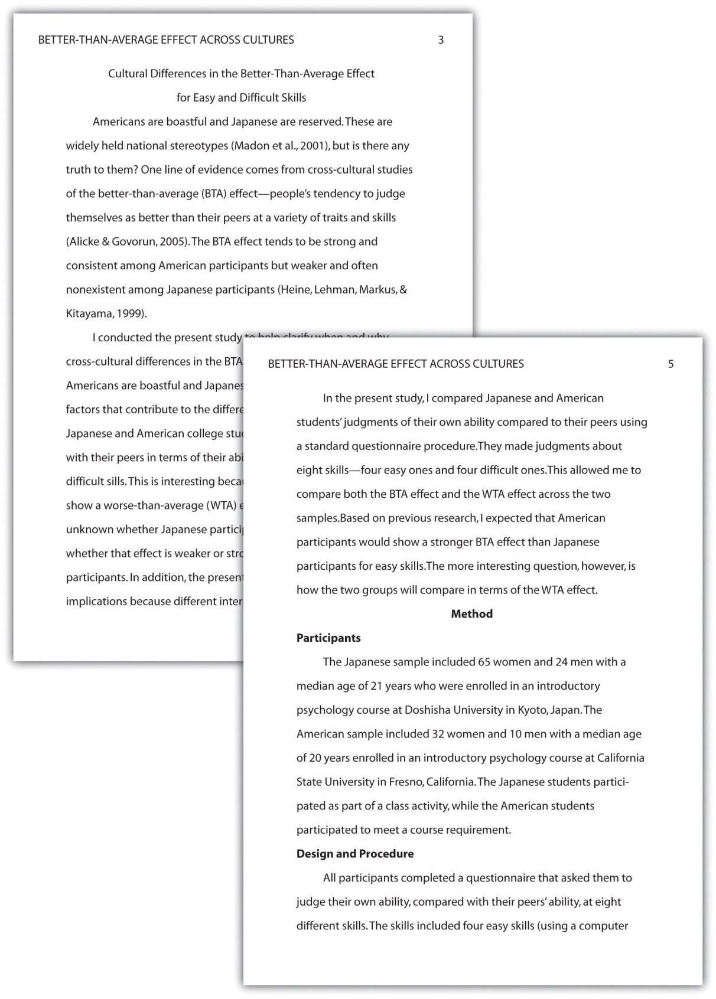 BETTER-THAN-AVERAGE EFFECT ACROSS CULTURES 3
Cultural Differences in the Better-Than-Average Effect
for Easy and Difficult Skills
Americans are boastful and Japanese are reserved. These are
widely held national stereotypes (Madon et al., 2001), but is there any
truth to them? One line of evidence comes from cross-cultural studies
of the better-than-average (BTA) effect—people’s tendency to judge
themselves as better than their peers at a variety of traits and skills
(Alicke & Govorun, 2005). The BTA effect tends to be strong and
consistent among American participants but weaker and often
nonexistent among Japanese participants (Heine, Lehman, Markus, &
Kitayama, 1999).
I conducted the present study to help clarify when and why
cross-cultural differences in the BTA
Americans are boastful and Japanes
factors that contribute to the differe
Japanese and American college stud
with their peers in terms of their abi
difficult sills. This is interesting becau
show a worse-than-average (WTA) e
unknown whether Japanese particip
whether that effect is weaker or stro
participants. In addition, the present
implications because different inter
BETTER-THAN-AVERAGE EFFECT ACROSS CULTURES 5
In the present study, I compared Japanese and American
students’ judgments of their own ability compared to their peers using
a standard questionnaire procedure.They made judgments about
eight skills—four easy ones and four difficult ones.This allowed me to
compare both the BTA effect and the WTA effect across the two
samples.Based on previous research, I expected that American
participants would show a stronger BTA effect than Japanese
participants for easy skills.The more interesting question, however, is
how the two groups will compare in terms of the WTA effect.
Method
Participants
The Japanese sample included 65 women and 24 men with a
median age of 21 years who were enrolled in an introductory
psychology course at Doshisha University in Kyoto, Japan. The
American sample included 32 women and 10 men with a median age
of 20 years enrolled in an introductory psychology course at California
State University in Fresno, California. The Japanese students partici-
pated as part of a class activity, while the American students
participated to meet a course requirement.
Design and Procedure
All participants completed a questionnaire that asked them to
judge their own ability, compared with their peers’ ability, at eight
different skills. The skills included four easy skills (using a computer